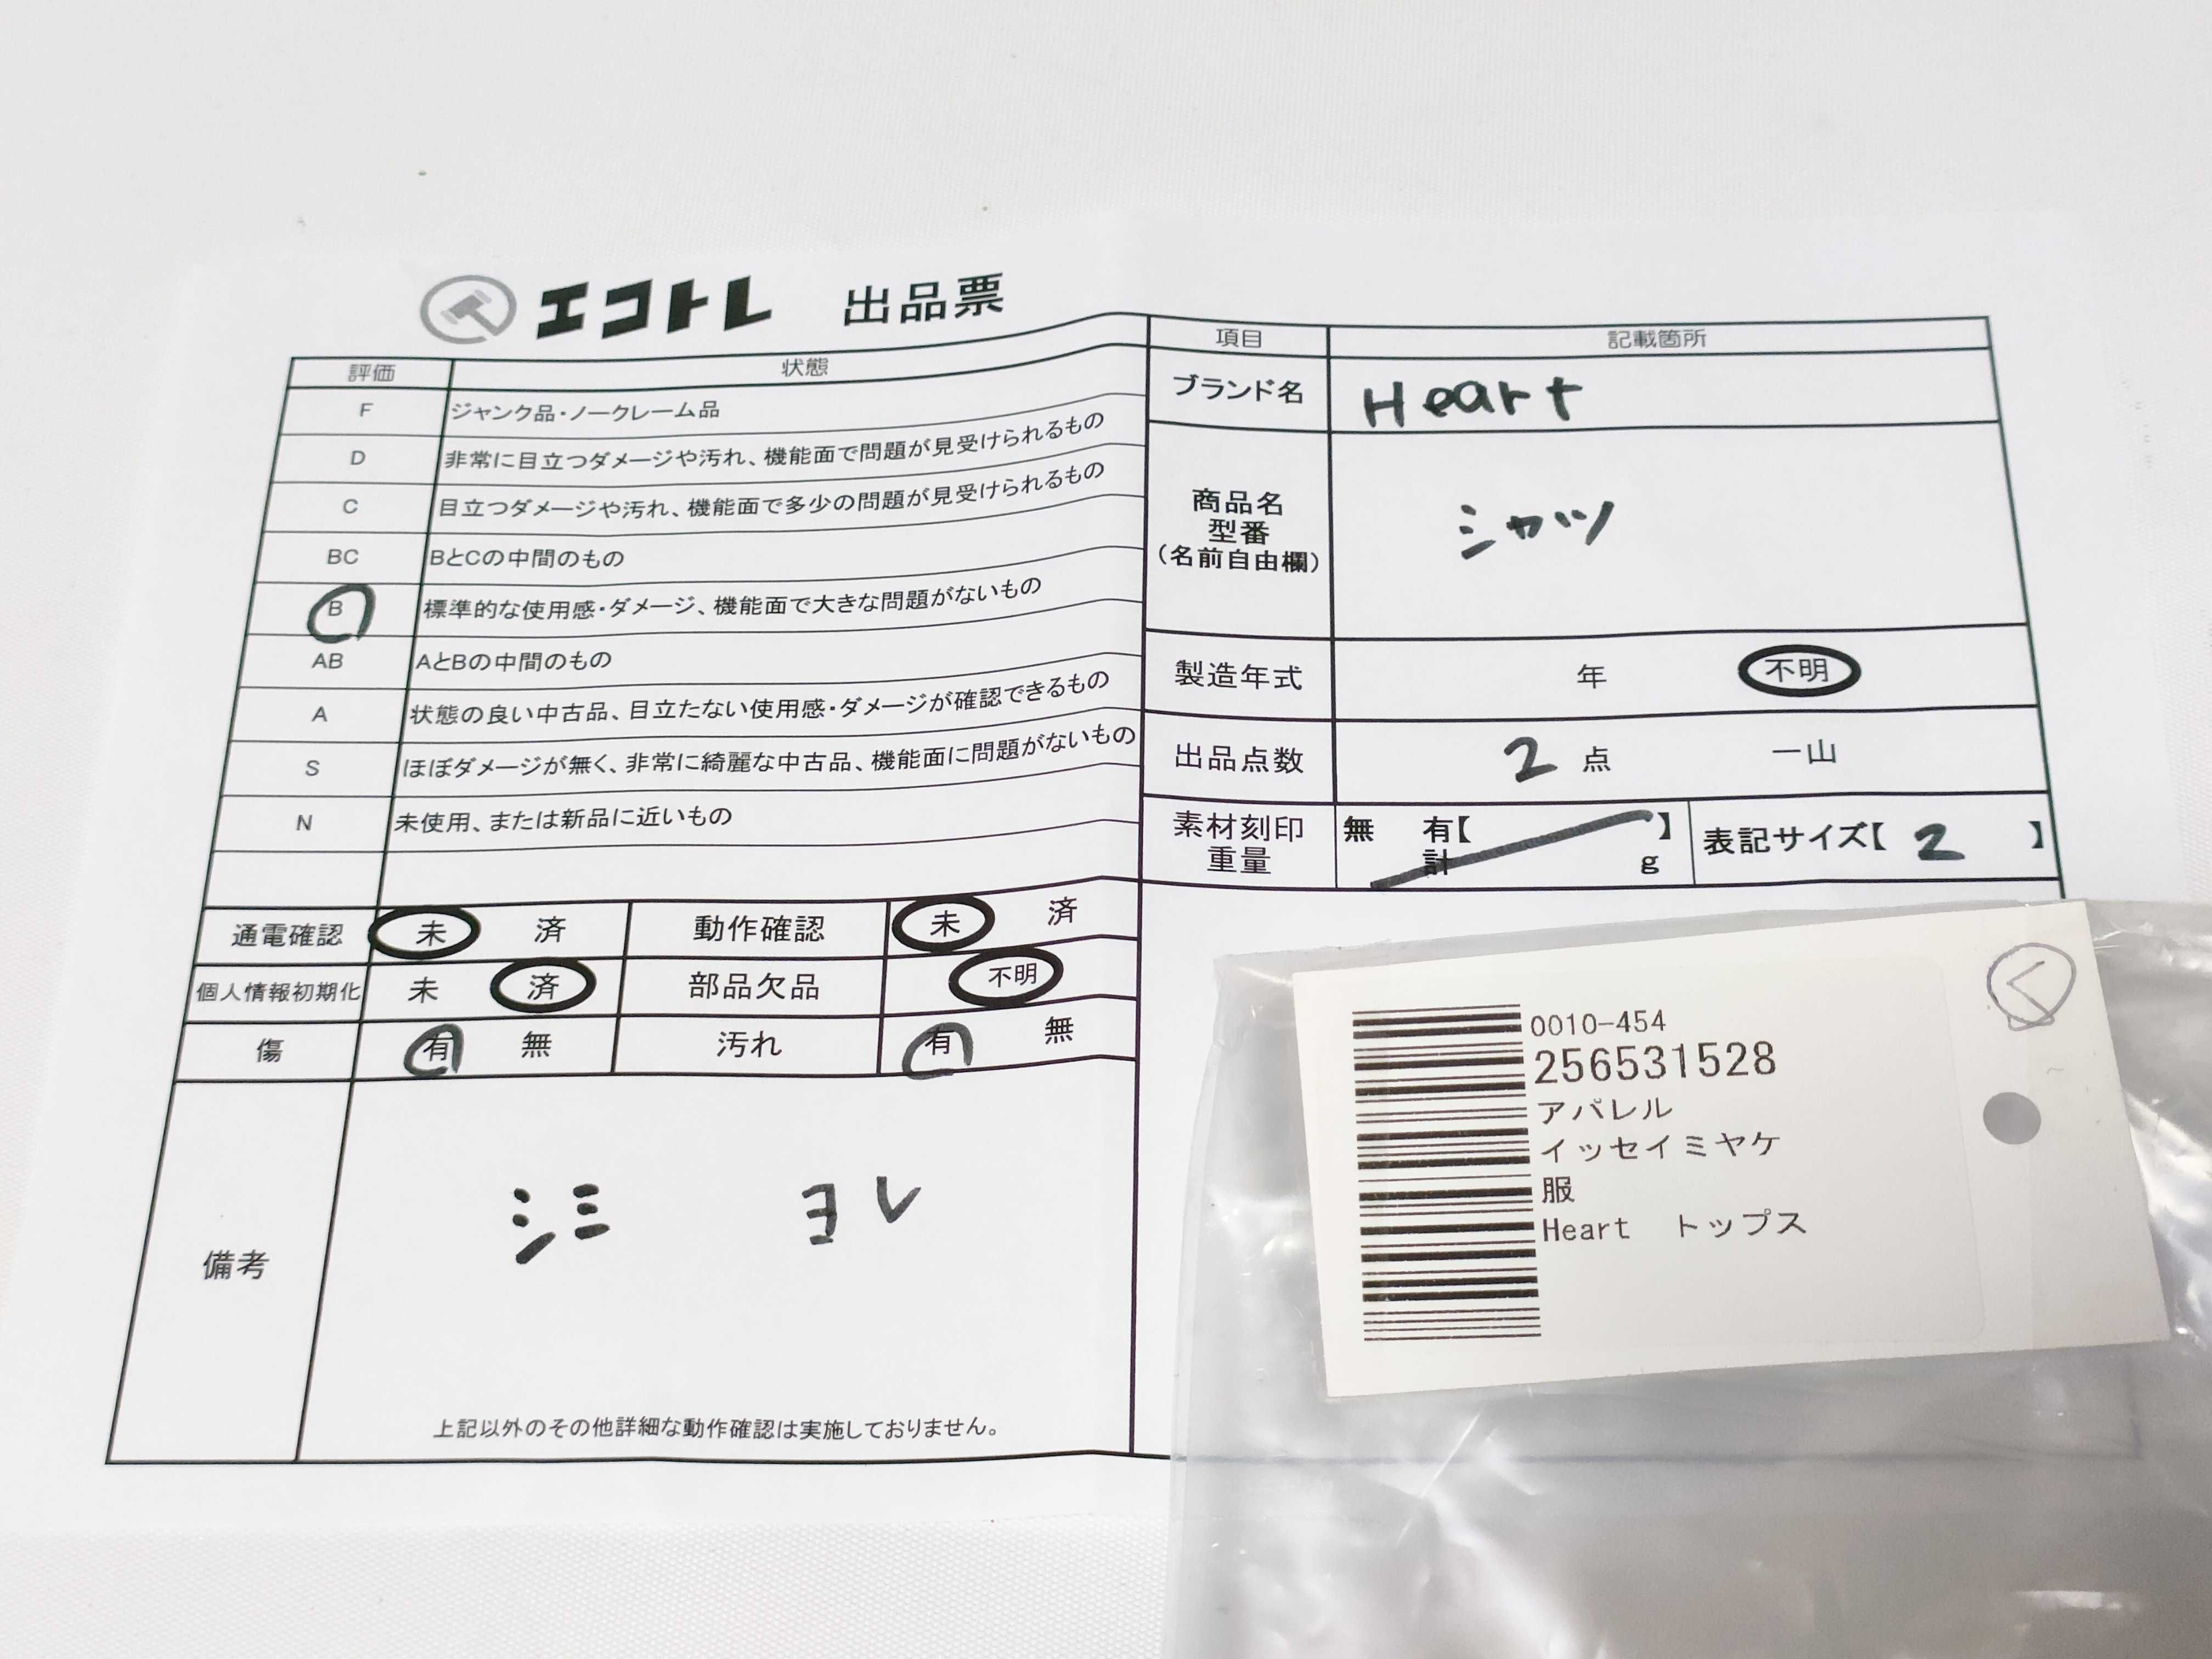 エコトレ 出品票
評価 状態
F ジャンク品・ノークレーム品
D 非常に目立つダメージや汚れ、機能面で問題が見受けられるもの
C 目立つダメージや汚れ、機能面で多少の問題が見受けられるもの
BC BとCの中間のもの
B 標準的な使用感・ダメージ、機能面で大きな問題がないもの
AB AとBの中間のもの
A 状態の良い中古品、目立たない使用感・ダメージが確認できるもの
S ほぼダメージが無く、非常に綺麗な中古品、機能面に問題がないもの
N 未使用、または新品に近いもの
通電確認 未 済 動作確認 未 済
個人情報初期化 未 済 部品欠品 不明
傷 有 無 汚れ 有 無
備考
シミ ヨレ
上記以外のその他詳細な動作確認は実施しておりません。
項目 記載箇所
ブランド名 Heart
商品名
型番
(名前自由欄)
シャツ
製造年式 年 不明
出品点数 2 点 一山
素材刻印
重量
無 有【 】
計 g
表記サイズ【 2 】
く
0010-454
256531528
アパレル
イッセイミヤケ
服
Heart トップス